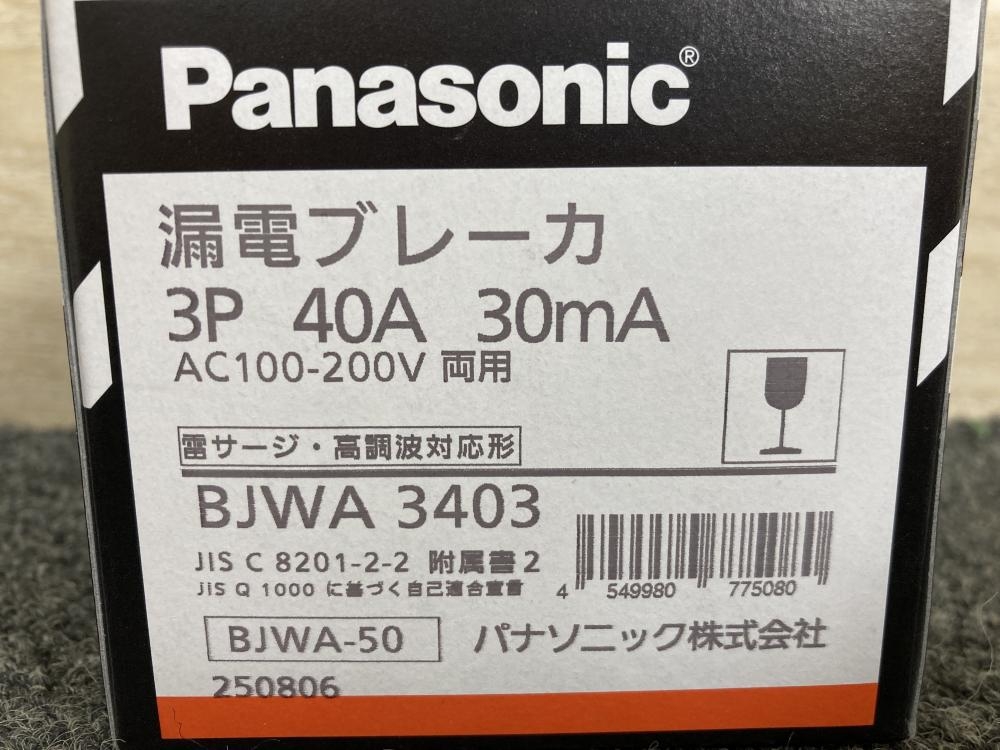 Panasonic®
漏電ブレーカ
3P 40A 30mA
AC100-200V 両用
雷サージ・高調波対応形
BJWA 3403
JIS C 8201-2-2 附属書2
JIS Q 1000 に基づく自己適合宣言
4 549980 775080
BJWA-50 パナソニック株式会社
250806